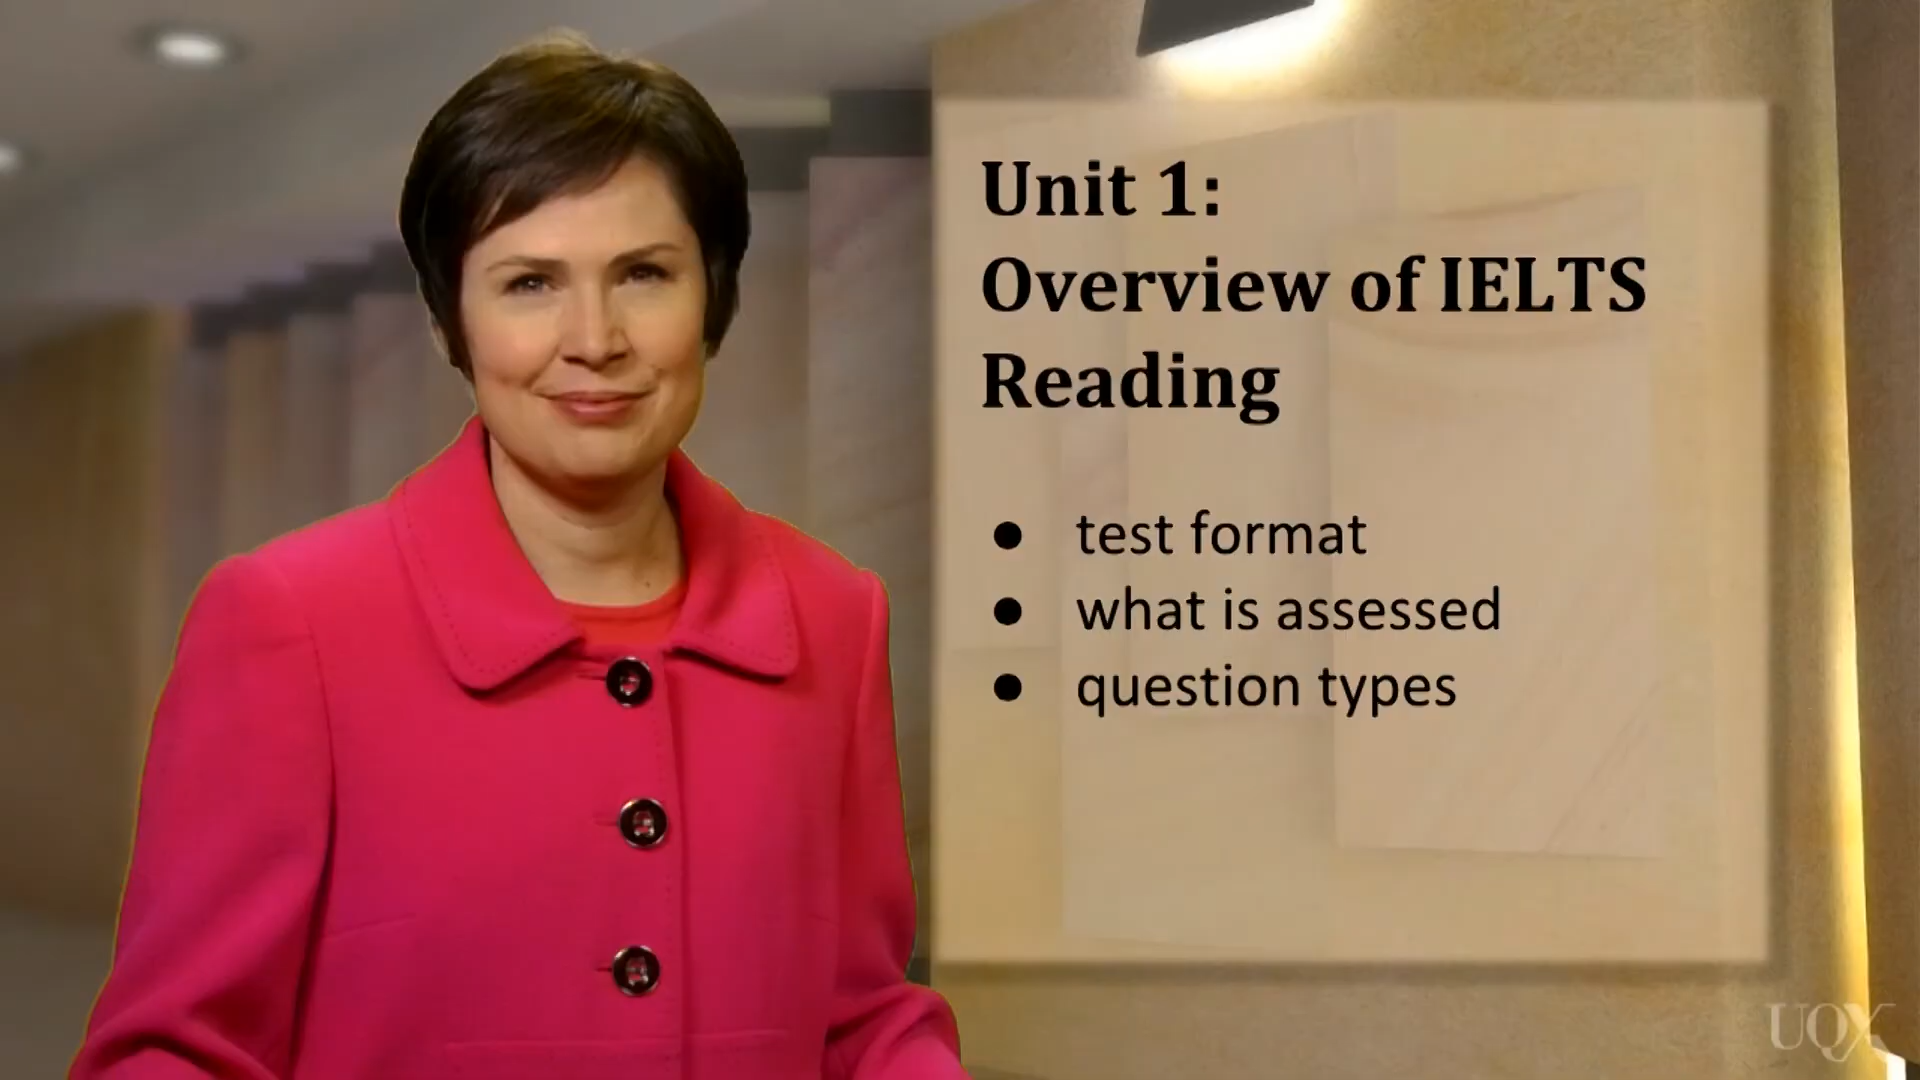 Unit 1:
Overview of IELTS
Reading
● test format
● what is assessed
● question types
UQX